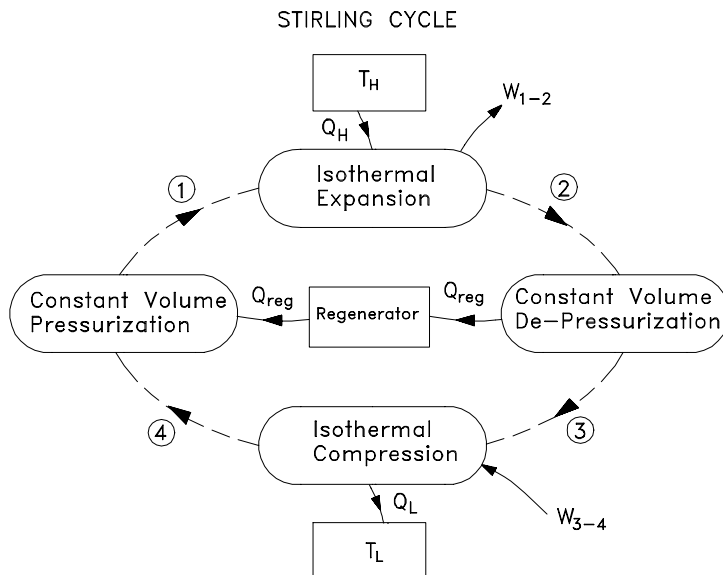 STIRLING CYCLE
T_H
Q_H
W_1-2
Isothermal
Expansion
1
2
Constant Volume
Pressurization
Q_reg
Regenerator
Q_reg
Constant Volume
De-Pressurization
4
3
Isothermal
Compression
Q_L
W_3-4
T_L